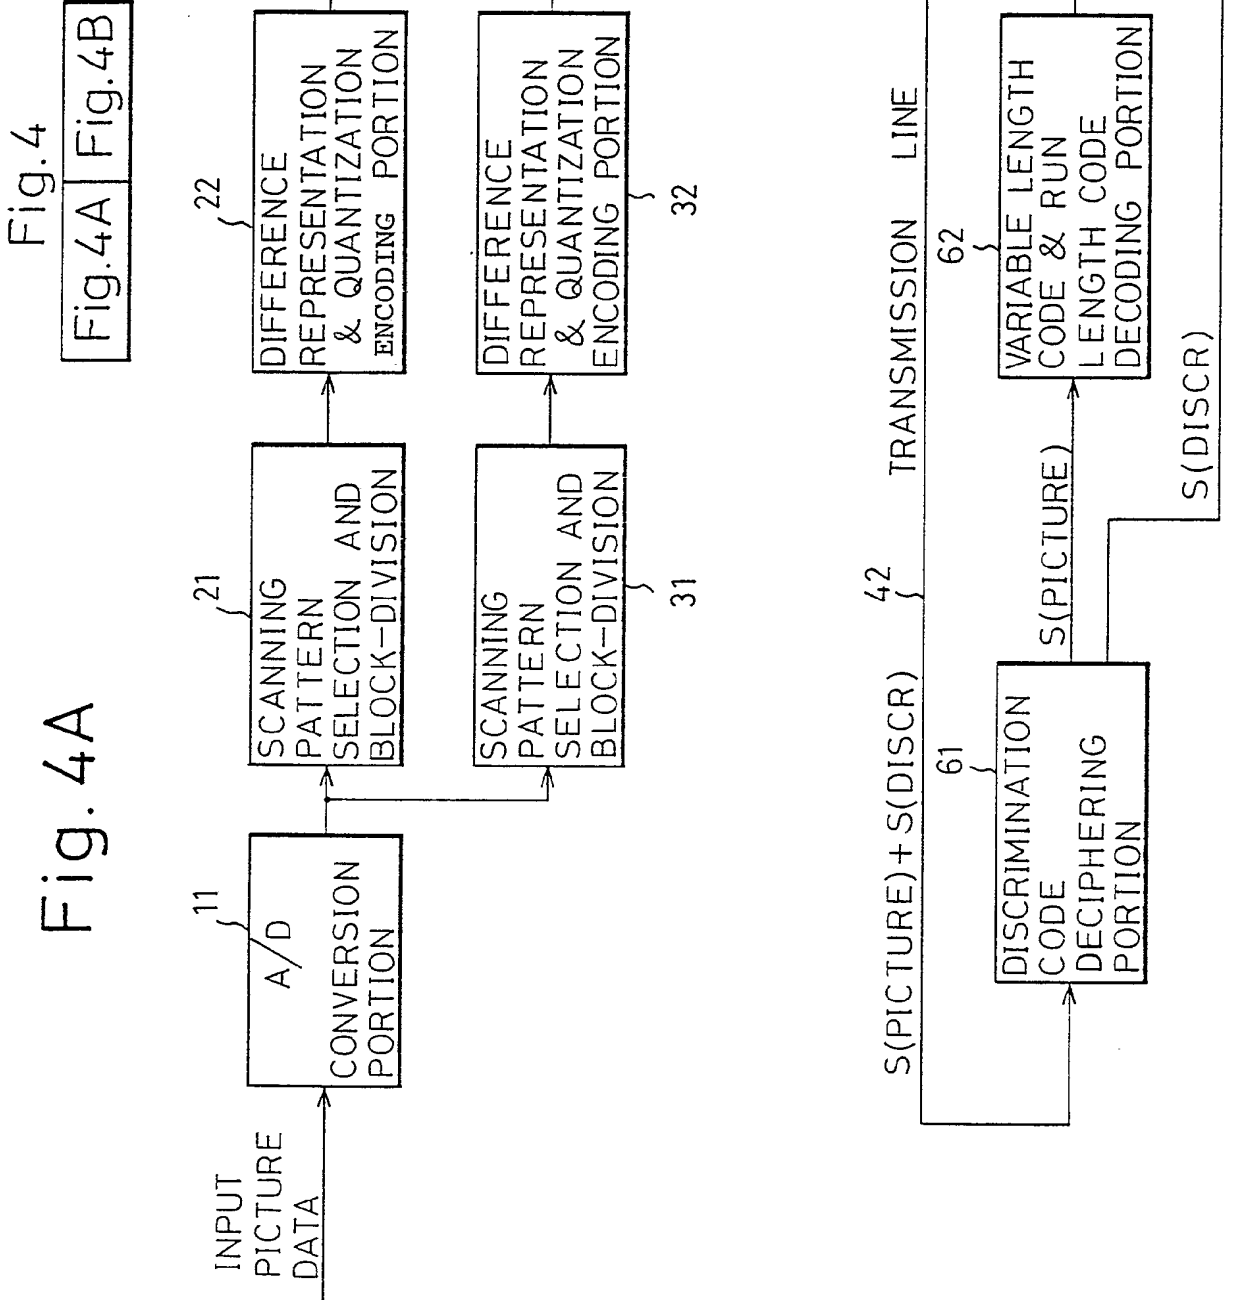 Fig. 4A
Fig. 4
Fig.4A
Fig.4B
INPUT
PICTURE
DATA
11
A/D
CONVERSION
PORTION
21
SCANNING
PATTERN
SELECTION AND
BLOCK-DIVISION
22
DIFFERENCE
REPRESENTATION
& QUANTIZATION
ENCODING PORTION
31
SCANNING
PATTERN
SELECTION AND
BLOCK-DIVISION
32
DIFFERENCE
REPRESENTATION
& QUANTIZATION
ENCODING PORTION
S(PICTURE)+S(DISCR)
42
TRANSMISSION LINE
61
DISCRIMINATION
CODE
DECIPHERING
PORTION
S(PICTURE)
62
VARIABLE LENGTH
CODE & RUN
LENGTH CODE
DECODING PORTION
S(DISCR)